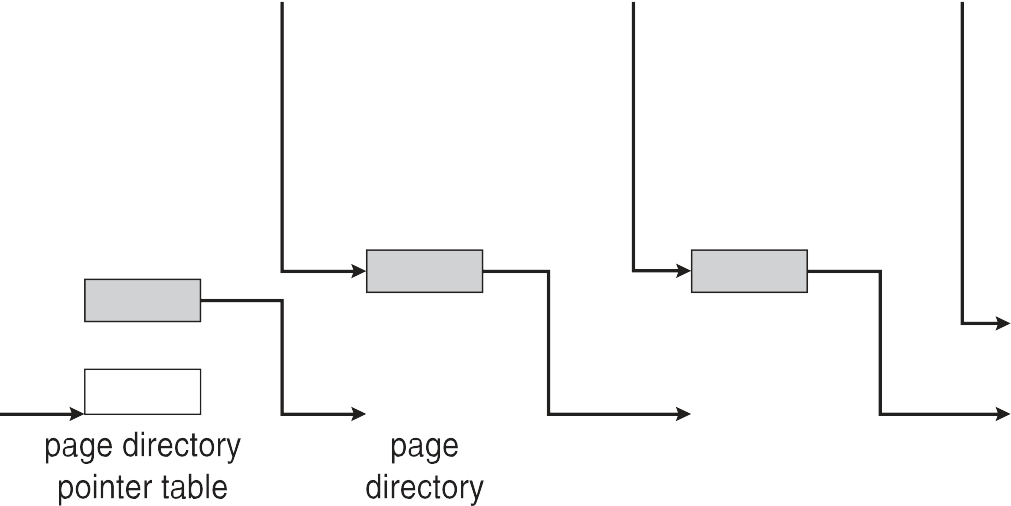 page directory
pointer table
page
directory